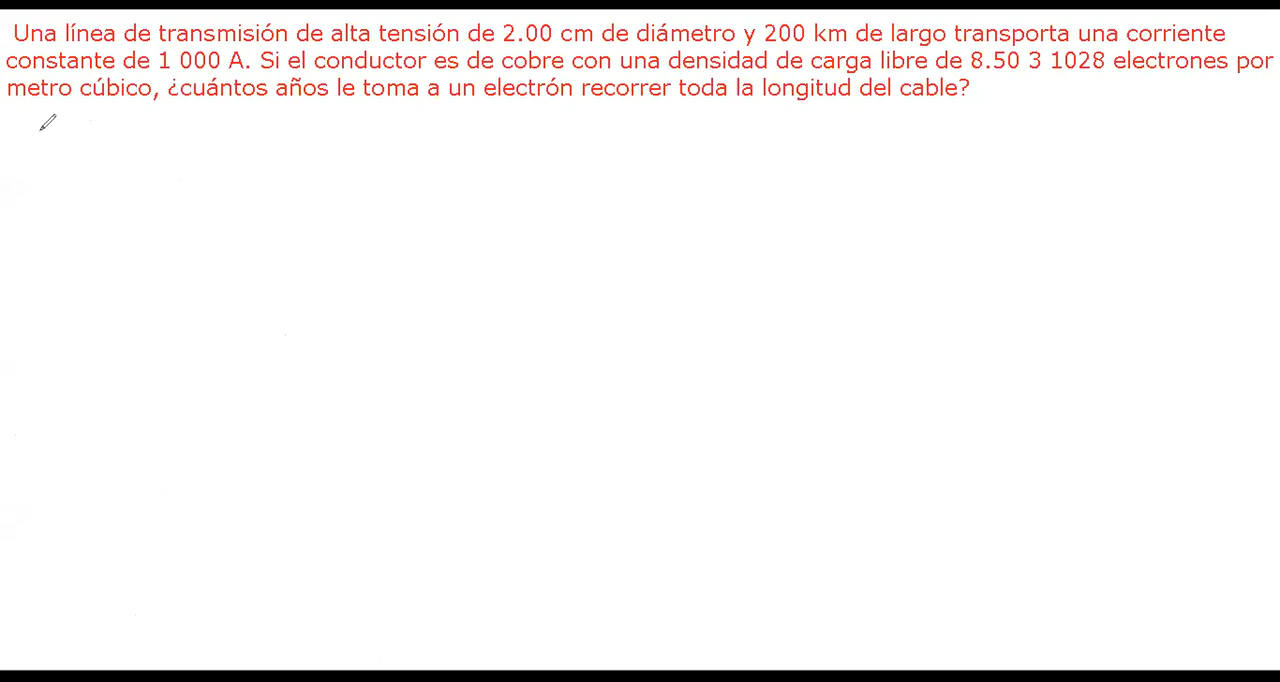 Una línea de transmisión de alta tensión de 2.00 cm de diámetro y 200 km de largo transporta una corriente
constante de 1 000 A. Si el conductor es de cobre con una densidad de carga libre de 8.50 3 1028 electrones por
metro cúbico, ¿cuántos años le toma a un electrón recorrer toda la longitud del cable?